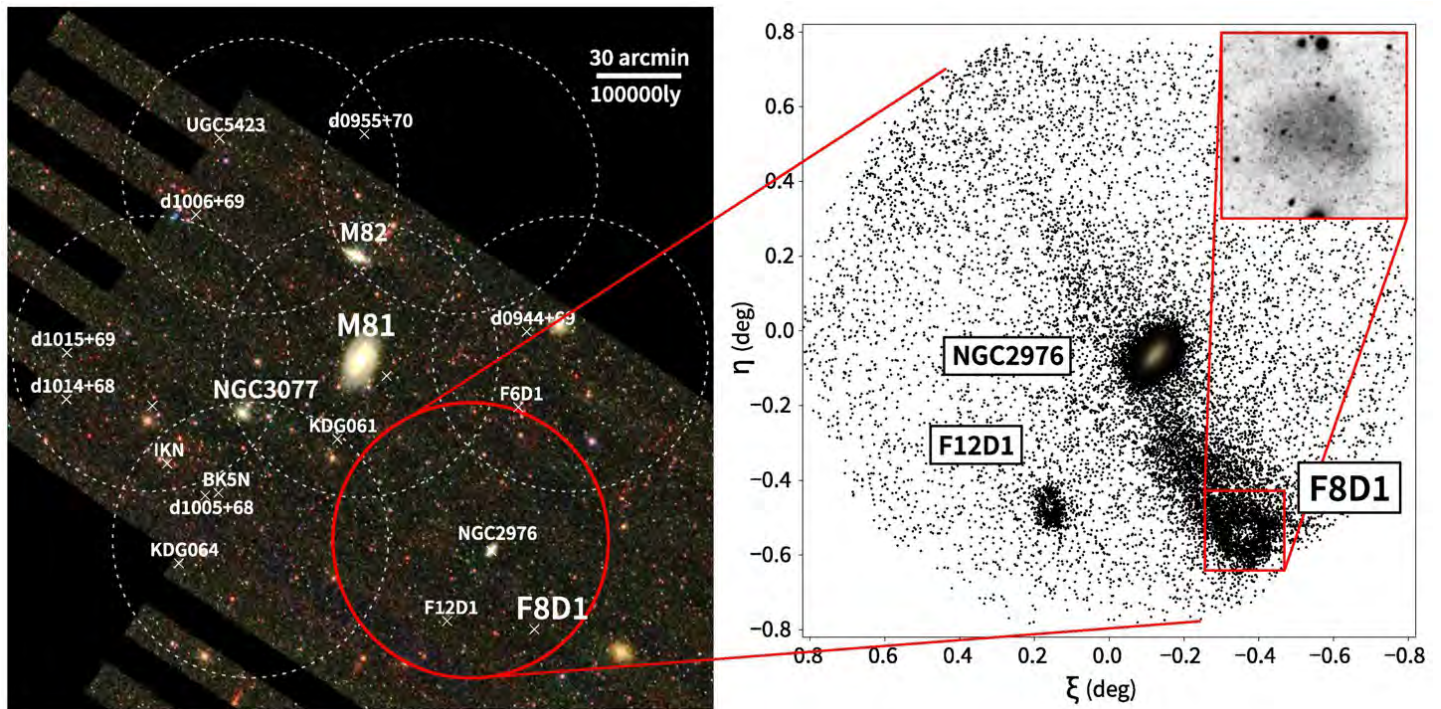 30 arcmin
100000ly
UGC5423
d0955+70
d1006+69
M82
M81
d0944+69
d1015+69
d1014+68
NGC3077
F6D1
KDG061
IKN
BK5N
d1005+68
KDG064
NGC2976
F12D1
F8D1
0.8
0.6
0.4
0.2
0.0
−0.2
−0.4
−0.6
−0.8
η (deg)
NGC2976
F12D1
F8D1
0.8 0.6 0.4 0.2 0.0 −0.2 −0.4 −0.6 −0.8
ξ (deg)